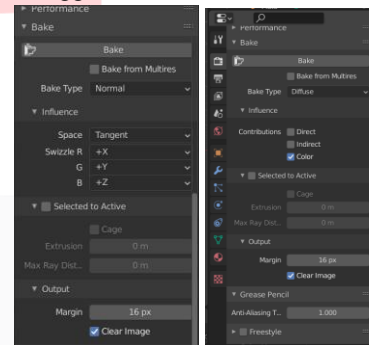 Performance
Bake
Bake
Bake from Multires
Bake Type Normal
Influence
Space Tangent
Swizzle R +X
G +Y
B +Z
Selected to Active
Cage
Extrusion 0 m
Max Ray Dist... 0 m
Output
Margin 16 px
Clear Image
Performance
Bake
Bake
Bake from Multires
Bake Type Diffuse
Influence
Contributions Direct
Indirect
Color
Selected to Active
Cage
Extrusion 0 m
Max Ray Dist... 0 m
Output
Margin 16 px
Clear Image
Grease Pencil
Anti-Aliasing T... 1.000
Freestyle